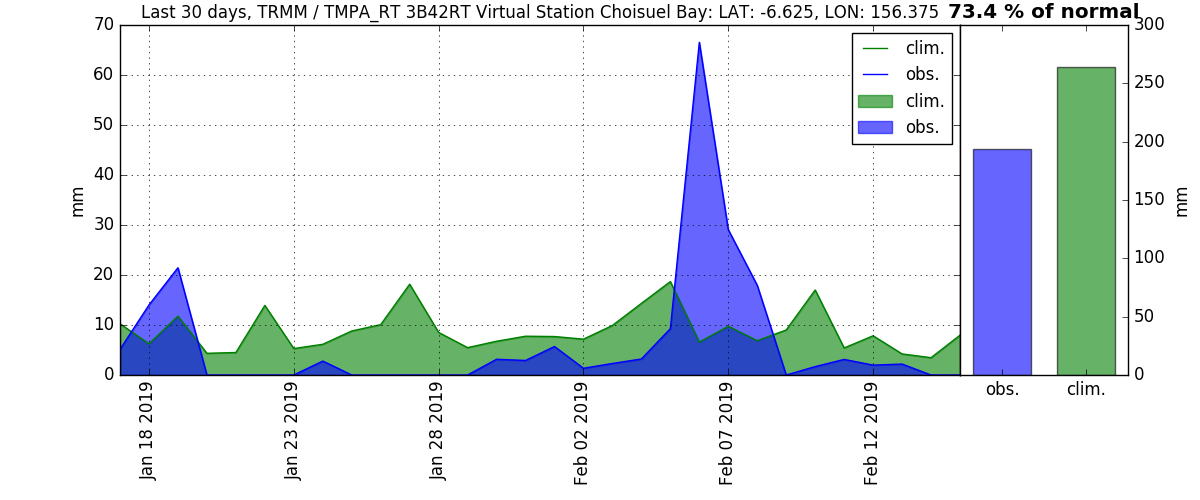 Last 30 days, TRMM / TMPA_RT 3B42RT Virtual Station Choisuel Bay: LAT: -6.625, LON: 156.375 73.4 % of normal
clim.
obs.
clim.
obs.
70
60
50
40
30
20
10
0
mm
Jan 18 2019
Jan 23 2019
Jan 28 2019
Feb 02 2019
Feb 07 2019
Feb 12 2019
obs.
clim.
300
250
200
150
100
50
0
mm